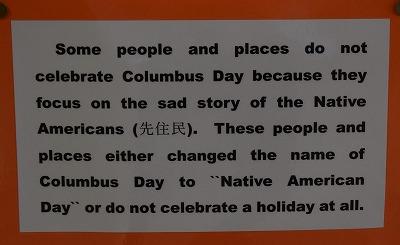 Some people and places do not
celebrate Columbus Day because they
focus on the sad story of the Native
Americans (先住民). These people and
places either changed the name of
Columbus Day to ``Native American
Day`` or do not celebrate a holiday at all.